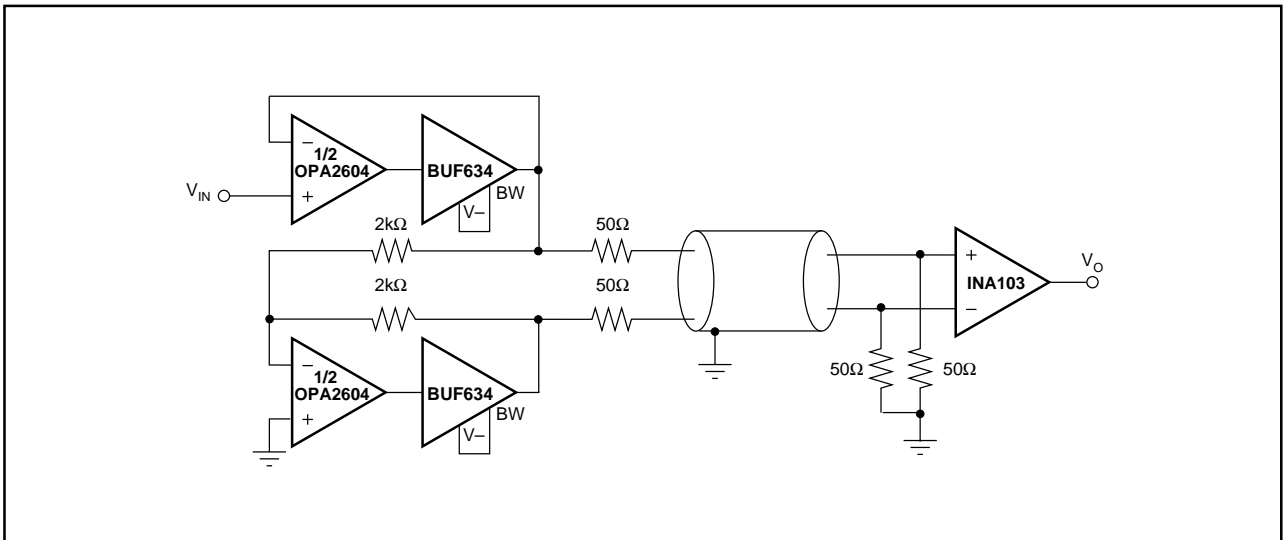 1/2
OPA2604
−
+
BUF634
BW
V–
V_IN
2kΩ
50Ω
2kΩ
50Ω
+
−
INA103
V_O
1/2
OPA2604
−
+
BUF634
BW
V–
50Ω
50Ω